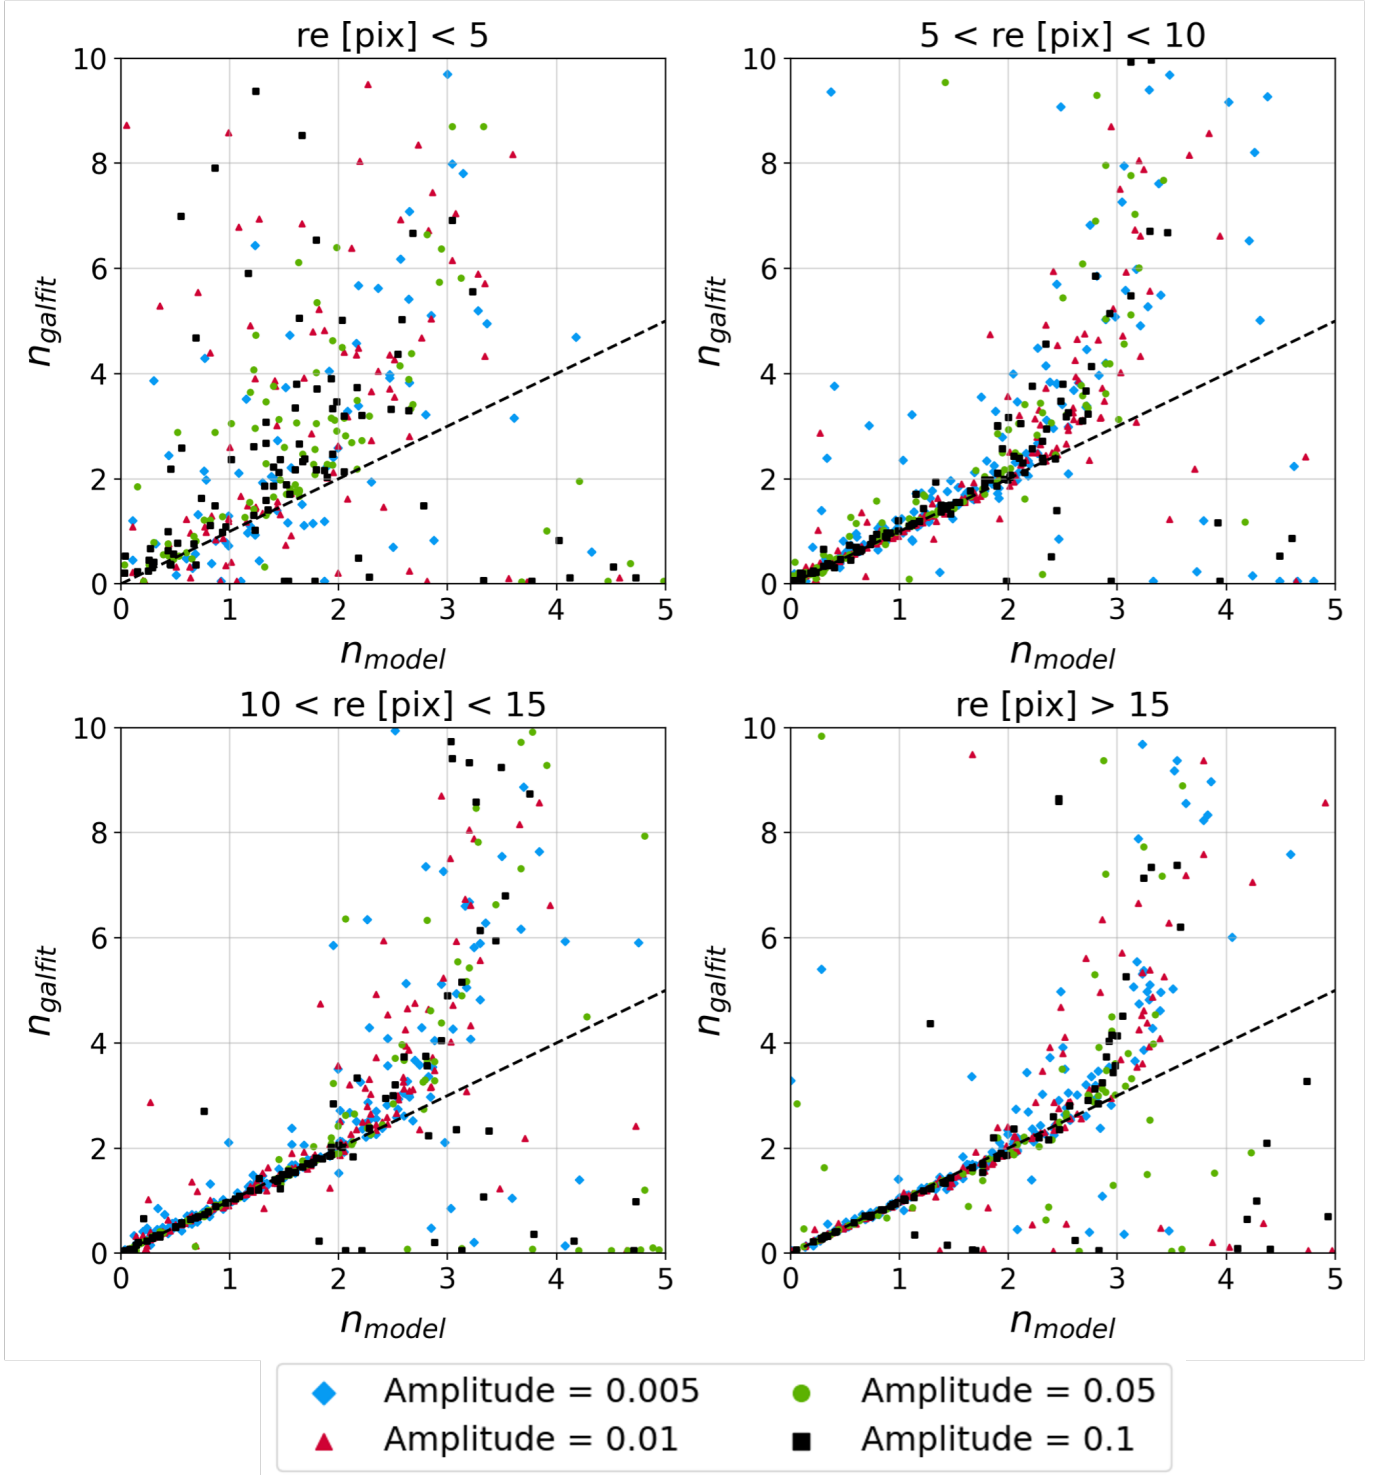 re [pix] < 5
5 < re [pix] < 10
10
8
6
4
2
0
n_galfit
0 1 2 3 4 5
n_model
10
8
6
4
2
0
n_galfit
0 1 2 3 4 5
n_model
10 < re [pix] < 15
re [pix] > 15
10
8
6
4
2
0
n_galfit
0 1 2 3 4 5
n_model
10
8
6
4
2
0
n_galfit
0 1 2 3 4 5
n_model
Amplitude = 0.005
Amplitude = 0.01
Amplitude = 0.05
Amplitude = 0.1